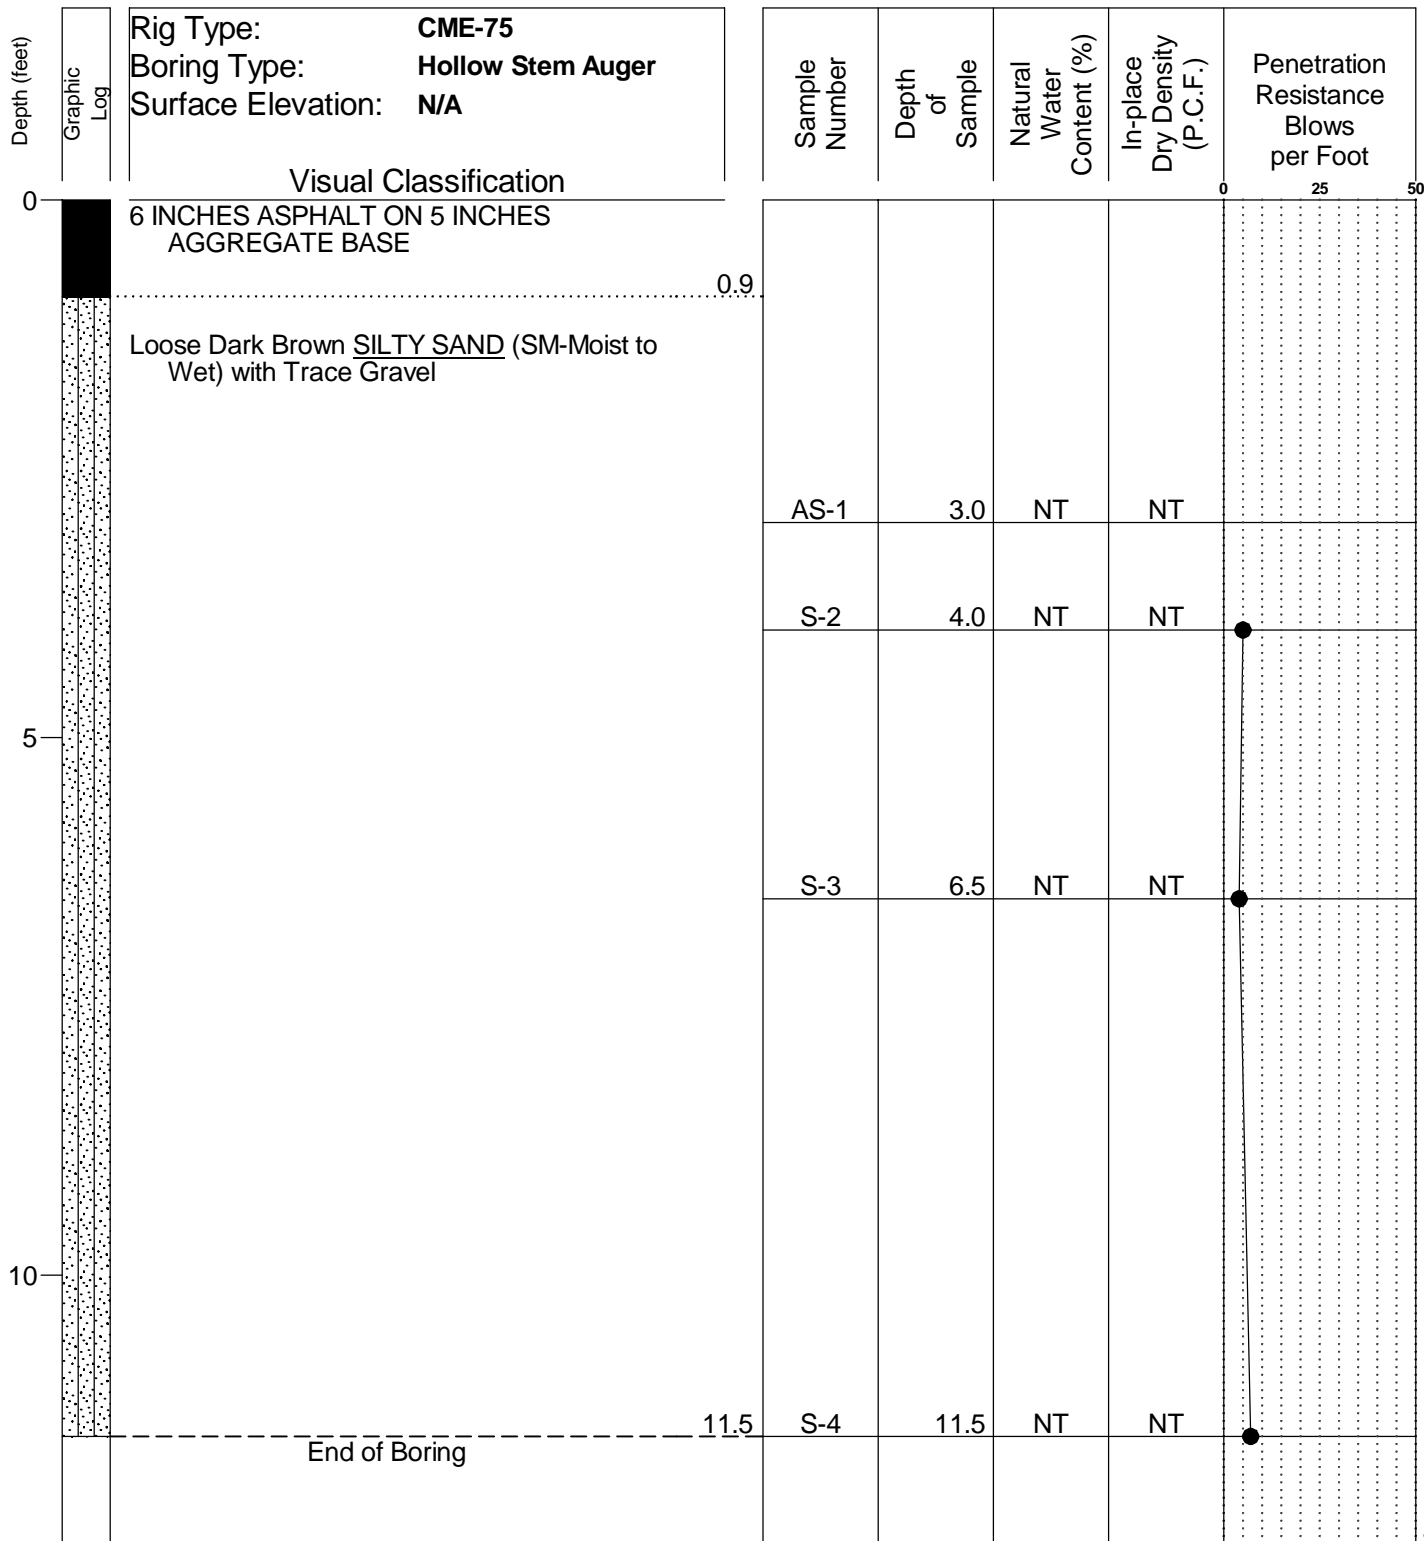 Depth (feet)
Graphic
Log
Rig Type: CME-75
Boring Type: Hollow Stem Auger
Surface Elevation: N/A
Visual Classification
Sample
Number
Depth
of
Sample
Natural
Water
Content (%)
In-place
Dry Density
(P.C.F.)
Penetration
Resistance
Blows
per Foot
0 25 50
0
6 INCHES ASPHALT ON 5 INCHES
AGGREGATE BASE
0.9
Loose Dark Brown SILTY SAND (SM-Moist to
Wet) with Trace Gravel
AS-1 3.0 NT NT
S-2 4.0 NT NT
5
S-3 6.5 NT NT
10
11.5 S-4 11.5 NT NT
End of Boring